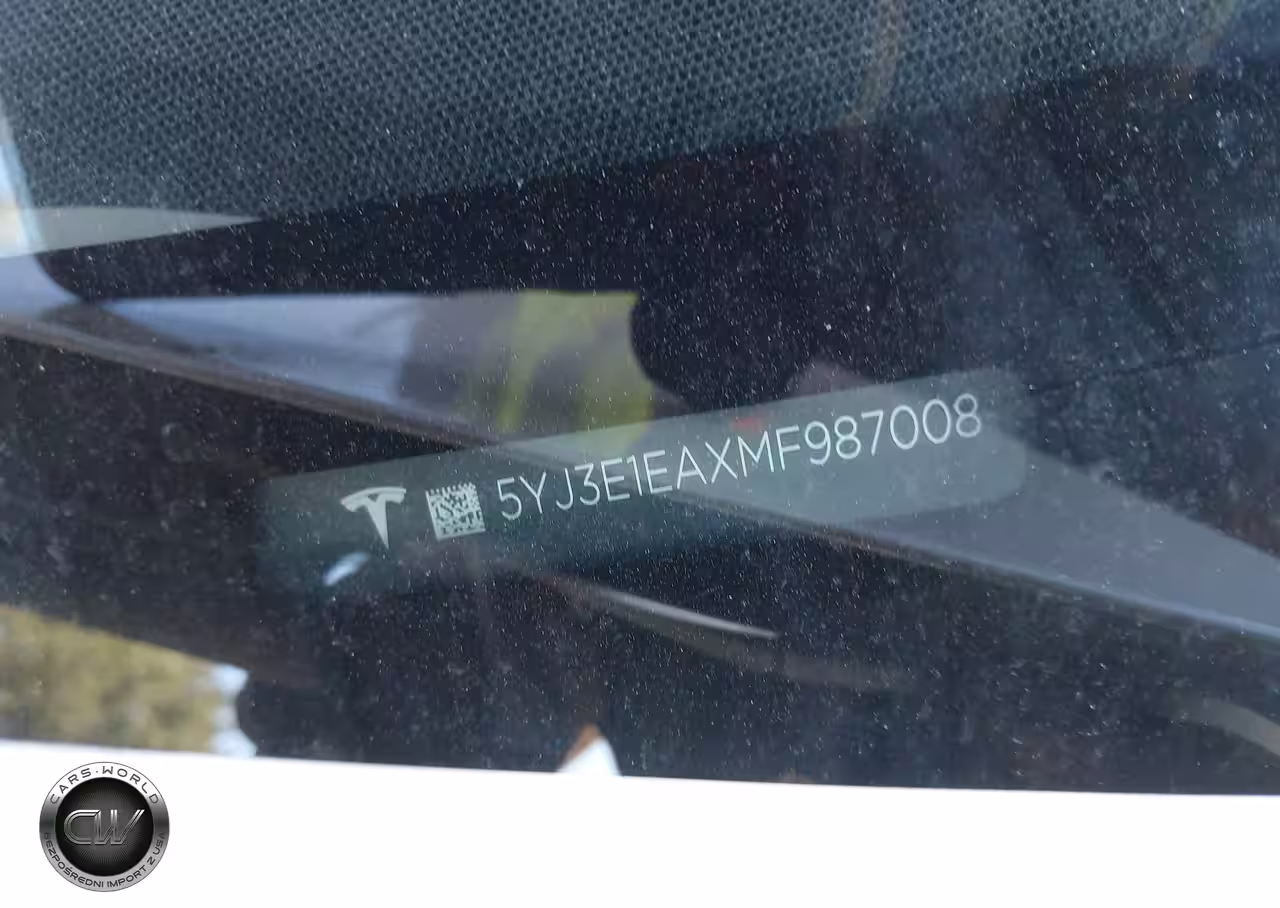 5YJ3E1EAXMF987008
CARS·WORLD
CW
BEZPOŚREDNI IMPORT Z USA